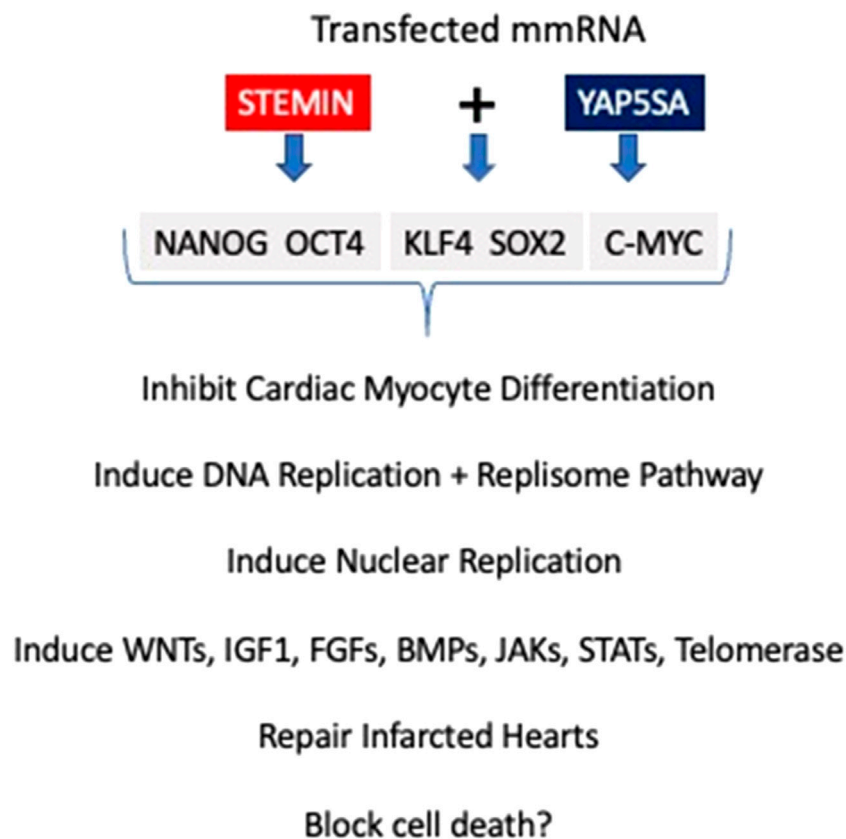 Transfected mmRNA
STEMIN + YAP5SA
NANOG OCT4 KLF4 SOX2 C-MYC
Inhibit Cardiac Myocyte Differentiation
Induce DNA Replication + Replisome Pathway
Induce Nuclear Replication
Induce WNTs, IGF1, FGFs, BMPs, JAKs, STATs, Telomerase
Repair Infarcted Hearts
Block cell death?